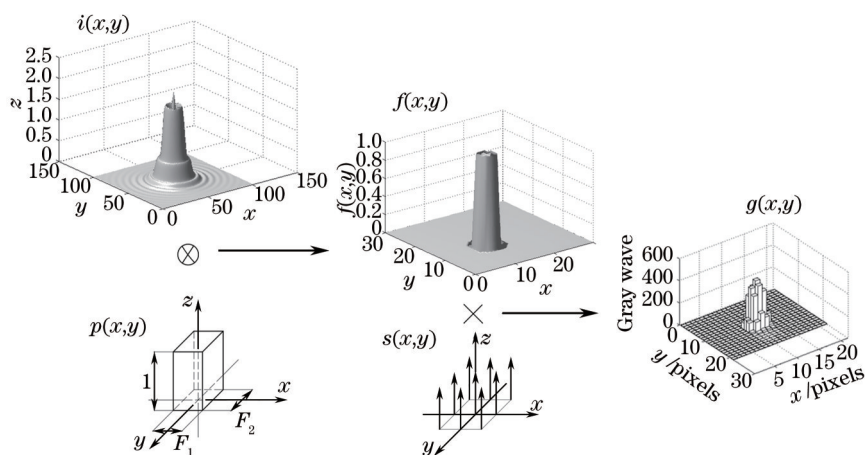 i(x,y)
z
2.5
2.0
1.5
1.0
0.5
0
150
100
50
0
y
0
50
100
150
x
f(x,y)
f(x,y)
1.0
0.8
0.6
0.4
0.2
0
30
20
10
0
y
0
10
20
x
g(x,y)
Gray wave
600
400
200
0
0
10
20
30
y/pixels
5
10
15
20
x/pixels
p(x,y)
z
1
x
y
F1
F2
s(x,y)
z
x
y